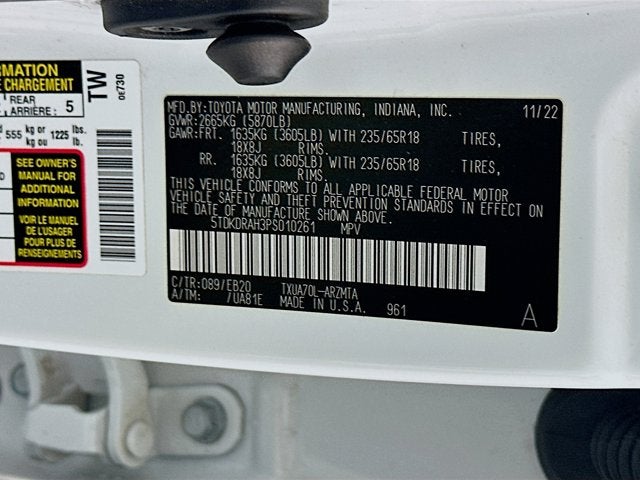 RMATION
E CHARGEMENT
REAR
ARRIÈRE: 5
TW
0E730
555 kg or 1225 lbs.
kg ou lb.
SEE OWNER'S
MANUAL FOR
ADDITIONAL
INFORMATION
VOIR LE MANUEL
DE L'USAGER
POUR PLUS DE
RENSEIGNEMENTS
MFD.BY:TOYOTA MOTOR MANUFACTURING, INDIANA, INC. 11/22
GVWR:2665KG (5870LB)
GAWR:FRT. 1635KG (3605LB) WITH 235/65R18 TIRES,
18X8J RIMS.
RR. 1635KG (3605LB) WITH 235/65R18 TIRES,
18X8J RIMS.
THIS VEHICLE CONFORMS TO ALL APPLICABLE FEDERAL MOTOR
VEHICLE SAFETY AND THEFT PREVENTION STANDARDS IN EFFECT ON
THE DATE OF MANUFACTURE SHOWN ABOVE.
5TDKDRAH3PS010261 MPV
C/TR:089/EB20 TXUA70L-ARZMTA
A/TM: /UA81E MADE IN U.S.A. 961
A